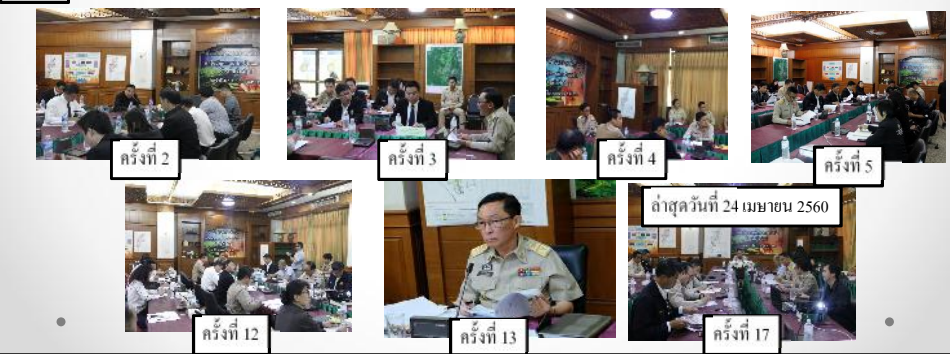 ครั้งที่ 2
ครั้งที่ 3
ครั้งที่ 4
ครั้งที่ 5
ครั้งที่ 12
ครั้งที่ 13
ล่าสุดวันที่ 24 เมษายน 2560
ครั้งที่ 17